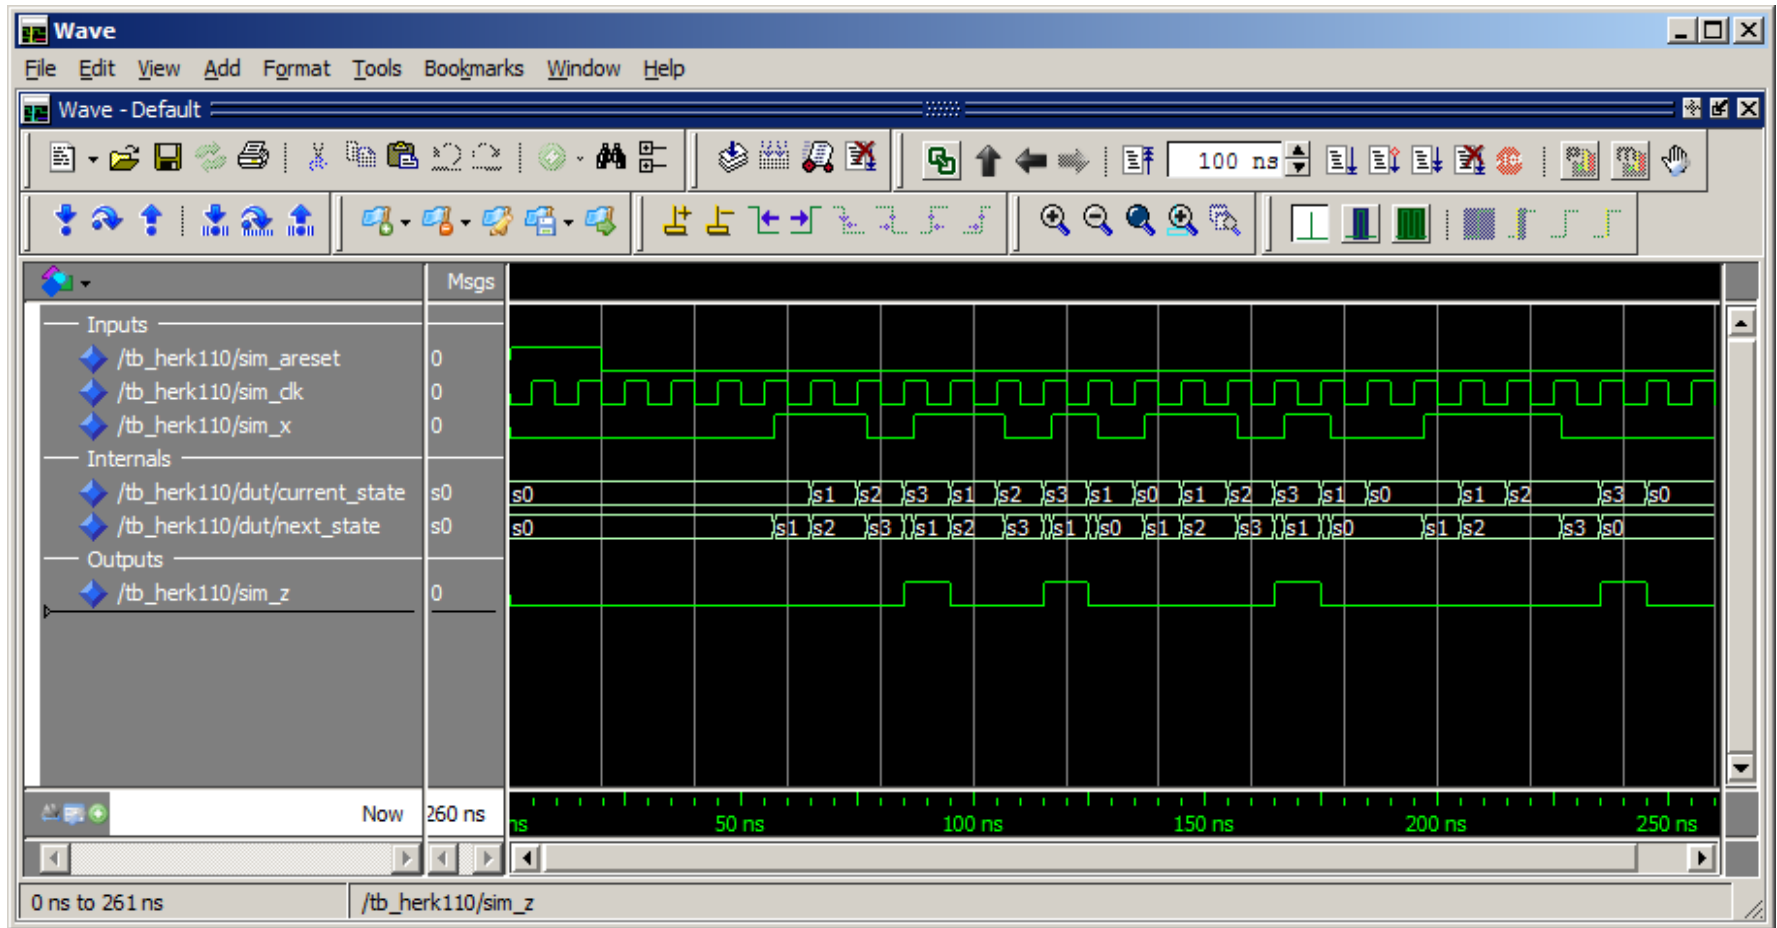 Wave
File Edit View Add Format Tools Bookmarks Window Help
Wave - Default
100 ns
Msgs
Inputs
/tb_herk110/sim_areset 0
/tb_herk110/sim_clk 0
/tb_herk110/sim_x 0
Internals
/tb_herk110/dut/current_state s0 s0 s1 s2 s3 s1 s2 s3 s1 s0 s1 s2 s3 s1 s0 s1 s2 s3 s0
/tb_herk110/dut/next_state s0 s0 s1 s2 s3 s1 s2 s3 s1 s0 s1 s2 s3 s1 s0 s1 s2 s3 s0
Outputs
/tb_herk110/sim_z 0
Now 260 ns ns 50 ns 100 ns 150 ns 200 ns 250 ns
0 ns to 261 ns /tb_herk110/sim_z